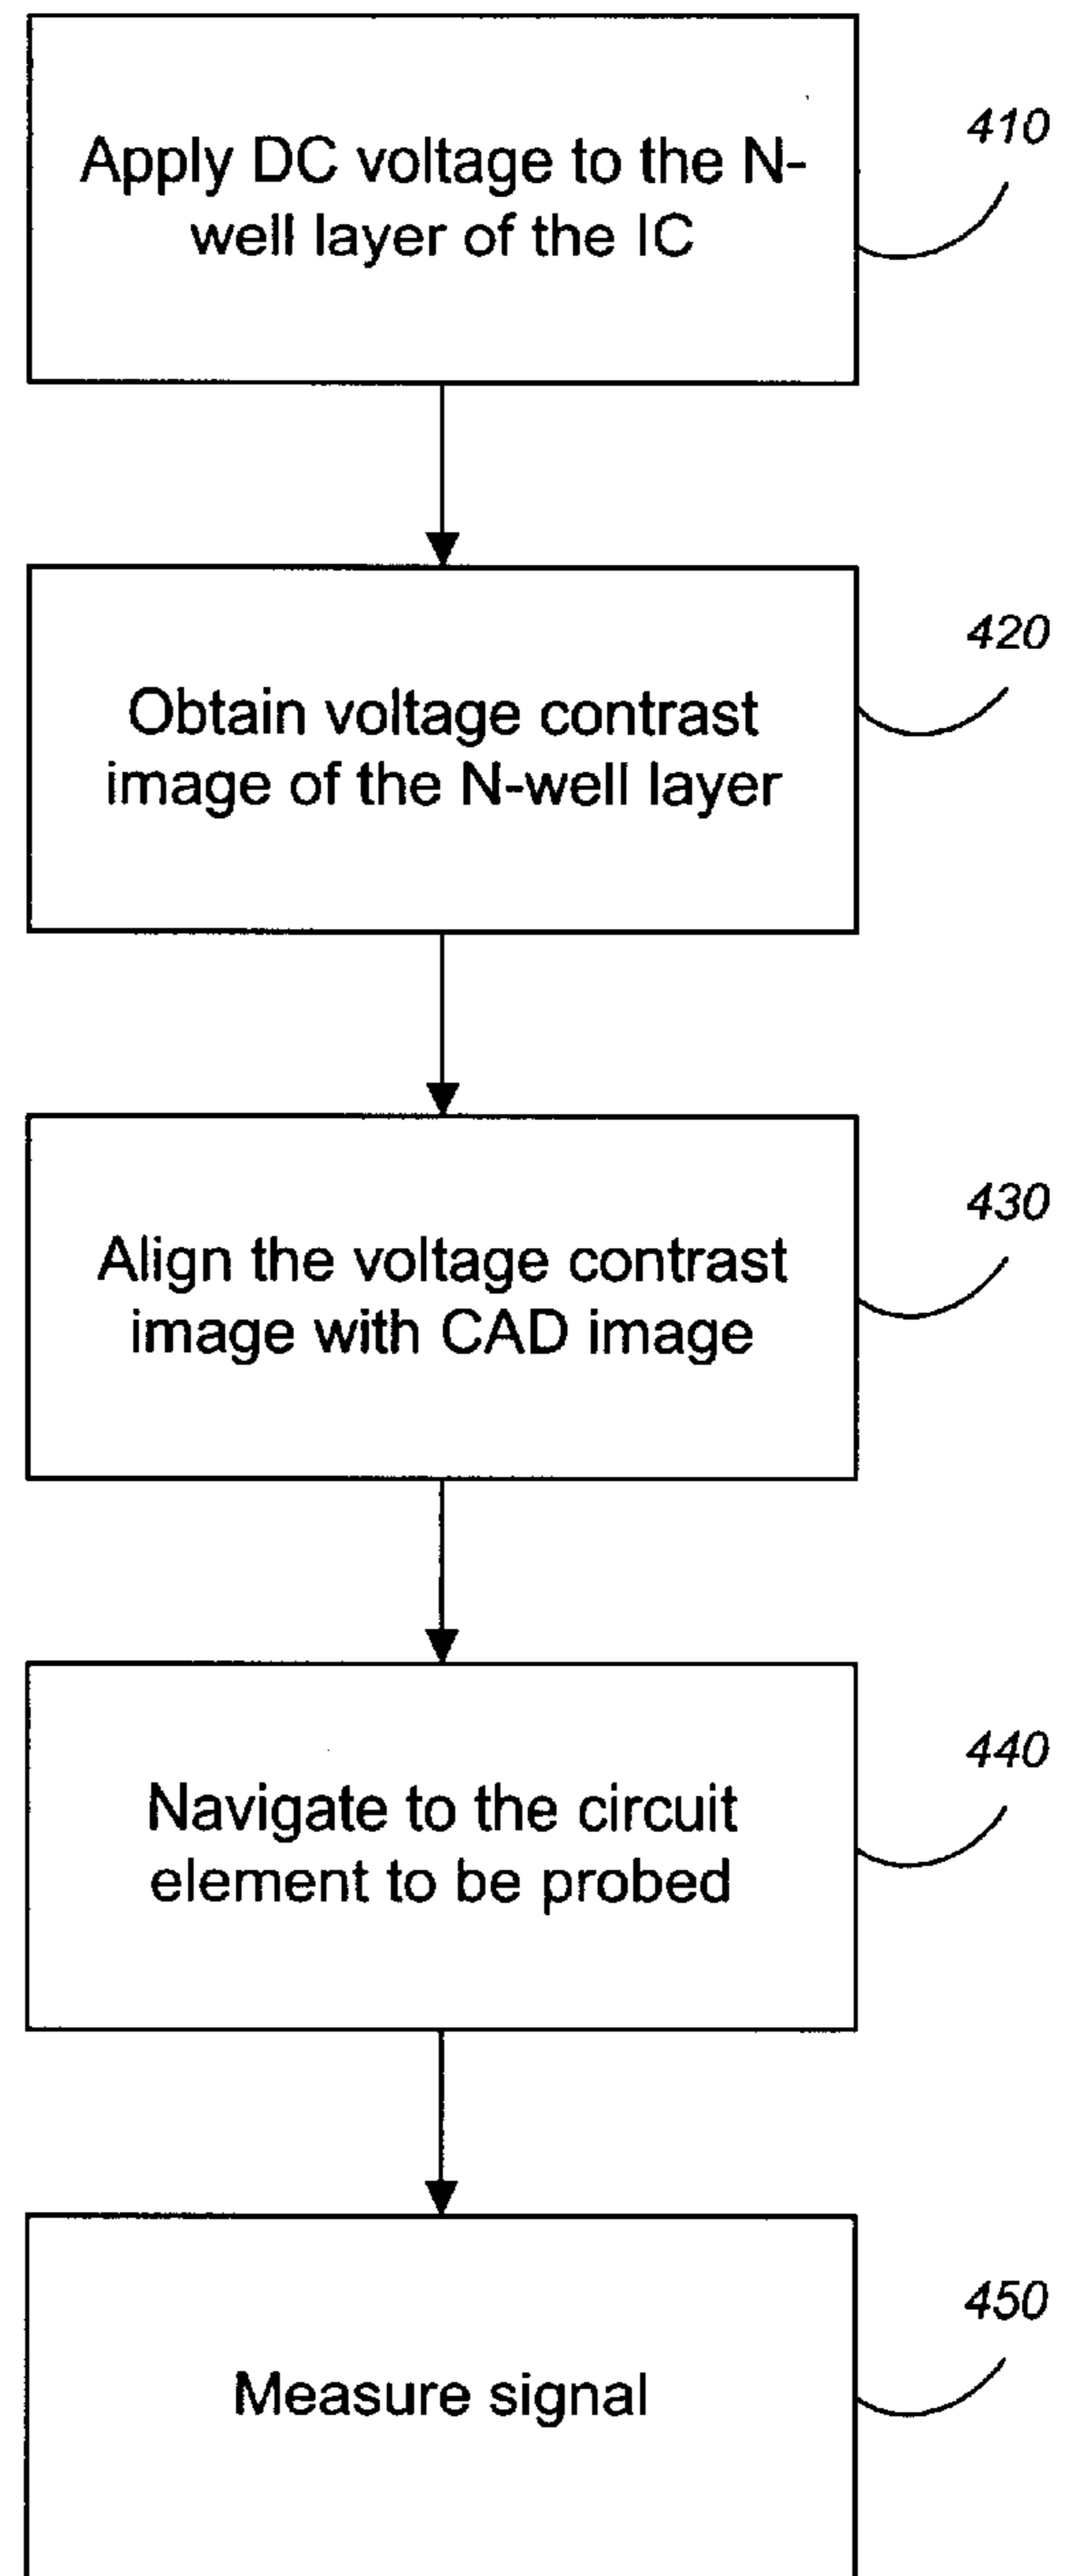 Apply DC voltage to the N-
well layer of the IC
410
Obtain voltage contrast
image of the N-well layer
420
Align the voltage contrast
image with CAD image
430
Navigate to the circuit
element to be probed
440
Measure signal
450